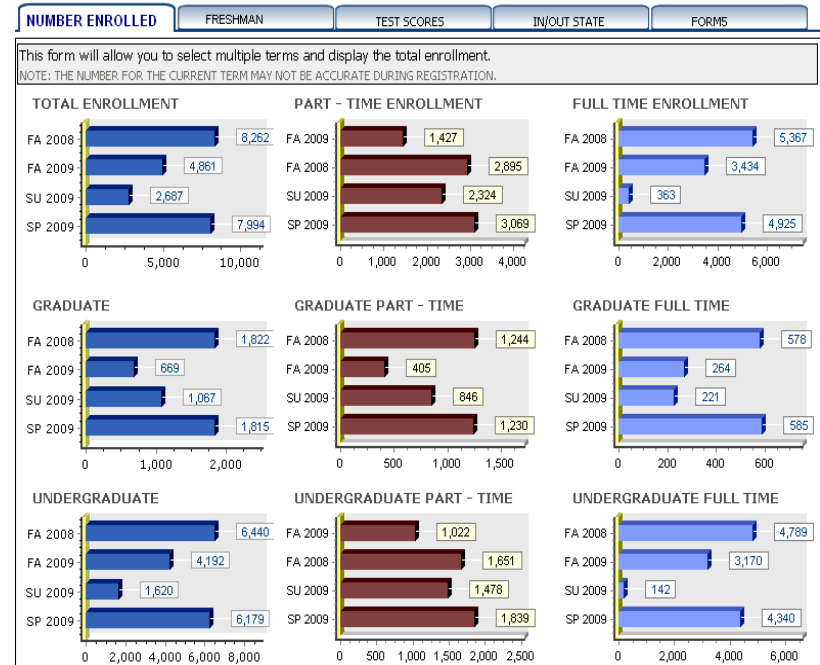 NUMBER ENROLLED FRESHMAN TEST SCORES IN/OUT STATE FORM5
This form will allow you to select multiple terms and display the total enrollment.
NOTE: THE NUMBER FOR THE CURRENT TERM MAY NOT BE ACCURATE DURING REGISTRATION.
TOTAL ENROLLMENT
FA 2008 8,262
FA 2009 4,861
SU 2009 2,687
SP 2009 7,994
0 5,000 10,000
PART - TIME ENROLLMENT
FA 2009 1,427
FA 2008 2,895
SU 2009 2,324
SP 2009 3,069
0 1,000 2,000 3,000 4,000
FULL TIME ENROLLMENT
FA 2008 5,367
FA 2009 3,434
SU 2009 363
SP 2009 4,925
0 2,000 4,000 6,000
GRADUATE
FA 2008 1,822
FA 2009 669
SU 2009 1,067
SP 2009 1,815
0 1,000 2,000
GRADUATE PART - TIME
FA 2008 1,244
FA 2009 405
SU 2009 846
SP 2009 1,230
0 500 1,000 1,500
GRADUATE FULL TIME
FA 2008 578
FA 2009 264
SU 2009 221
SP 2009 585
0 200 400 600
UNDERGRADUATE
FA 2008 6,440
FA 2009 4,192
SU 2009 1,620
SP 2009 6,179
0 2,000 4,000 6,000 8,000
UNDERGRADUATE PART - TIME
FA 2009 1,022
FA 2008 1,651
SU 2009 1,478
SP 2009 1,839
0 500 1,000 1,500 2,000 2,500
UNDERGRADUATE FULL TIME
FA 2008 4,789
FA 2009 3,170
SU 2009 142
SP 2009 4,340
0 2,000 4,000 6,000